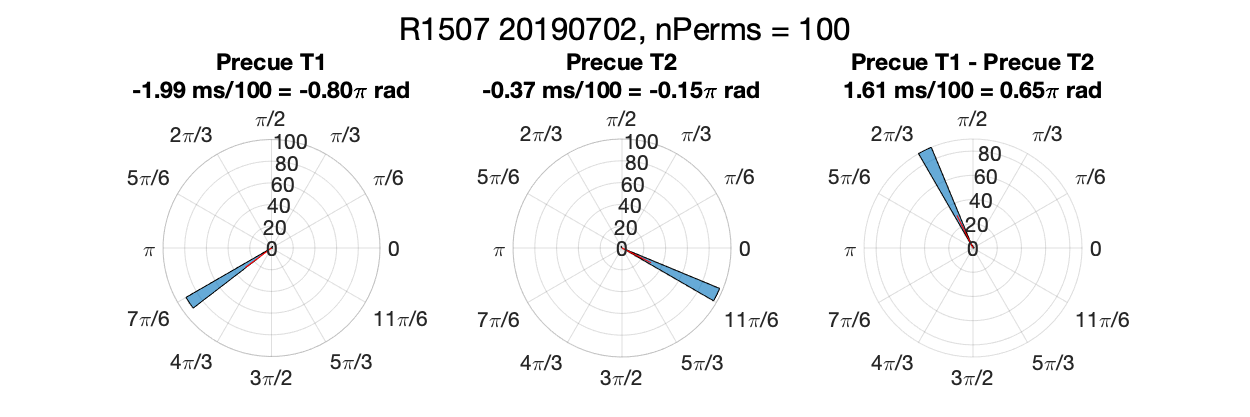 R1507 20190702, nPerms = 100
Precue T1
-1.99 ms/100 = -0.80π rad
π/2
2π/3
π/3
5π/6
π/6
π
0
7π/6
11π/6
4π/3
5π/3
3π/2
100
80
60
40
20
0
Precue T2
-0.37 ms/100 = -0.15π rad
π/2
2π/3
π/3
5π/6
π/6
π
0
7π/6
11π/6
4π/3
5π/3
3π/2
100
80
60
40
20
0
Precue T1 - Precue T2
1.61 ms/100 = 0.65π rad
π/2
2π/3
π/3
5π/6
π/6
π
0
7π/6
11π/6
4π/3
5π/3
3π/2
80
60
40
20
0